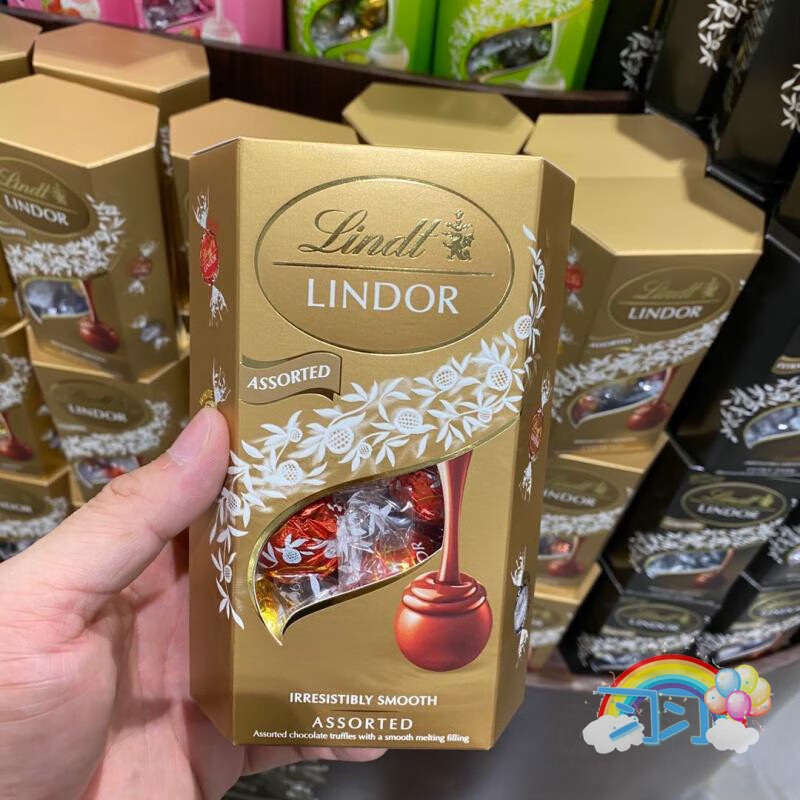 Lindt
LINDOR
ASSORTED
IRRESISTIBLY SMOOTH
ASSORTED
Assorted chocolate truffles with a smooth melting filling
Lindt
LINDOR
LINDOR
Lindt
LINDOR
ASSORTED
LINDOR
LINDOR